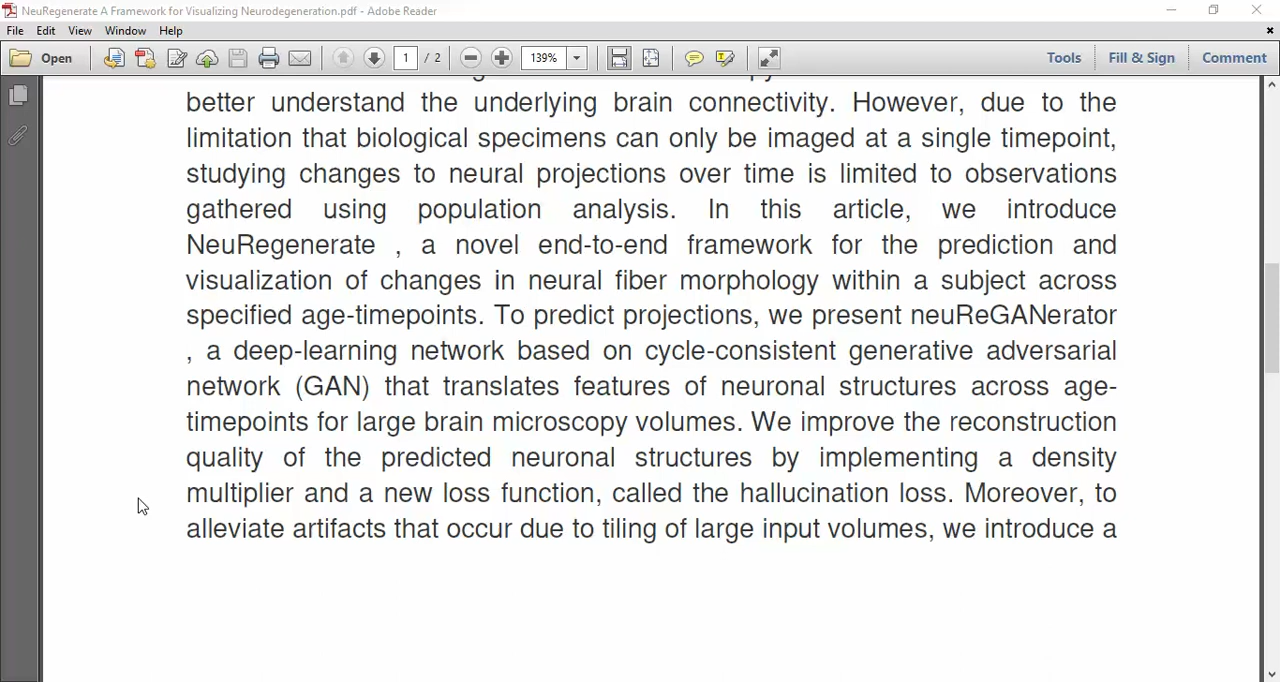 NeuRegenerate A Framework for Visualizing Neurodegeneration.pdf - Adobe Reader
File Edit View Window Help
Open 1 / 2 139% Tools Fill & Sign Comment
better understand the underlying brain connectivity. However, due to the
limitation that biological specimens can only be imaged at a single timepoint,
studying changes to neural projections over time is limited to observations
gathered using population analysis. In this article, we introduce
NeuRegenerate , a novel end-to-end framework for the prediction and
visualization of changes in neural fiber morphology within a subject across
specified age-timepoints. To predict projections, we present neuReGANerator
, a deep-learning network based on cycle-consistent generative adversarial
network (GAN) that translates features of neuronal structures across age-
timepoints for large brain microscopy volumes. We improve the reconstruction
quality of the predicted neuronal structures by implementing a density
multiplier and a new loss function, called the hallucination loss. Moreover, to
alleviate artifacts that occur due to tiling of large input volumes, we introduce a